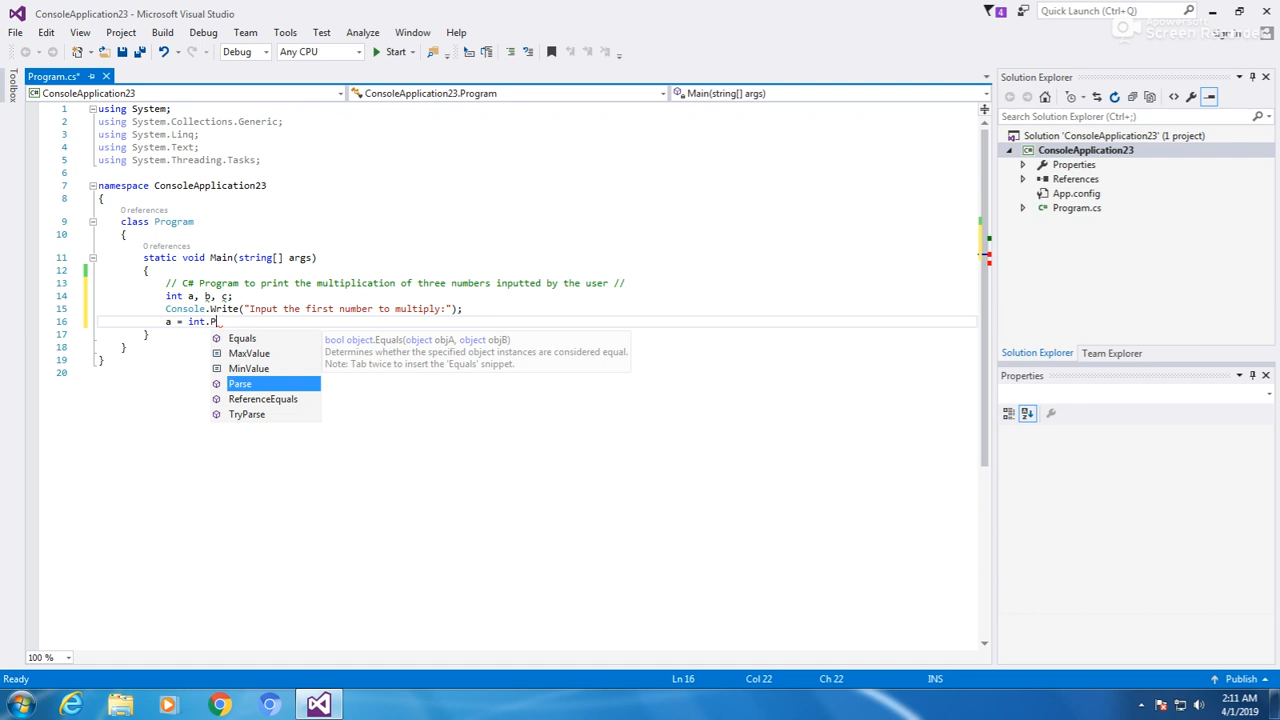 ConsoleApplication23 - Microsoft Visual Studio
4
Quick Launch (Ctrl+Q)
File Edit View Project Build Debug Team Tools Test Analyze Window Help
Apowersoft
Screen Recorder
Debug Any CPU Start
Toolbox
Program.cs*
ConsoleApplication23 ConsoleApplication23.Program Main(string[] args)
1 using System;
2 using System.Collections.Generic;
3 using System.Linq;
4 using System.Text;
5 using System.Threading.Tasks;
6
7 namespace ConsoleApplication23
8 {
0 references
9 class Program
10 {
0 references
11 static void Main(string[] args)
12 {
13 // C# Program to print the multiplication of three numbers inputted by the user //
14 int a, b, c;
15 Console.Write("Input the first number to multiply:");
16 a = int.P
17 }
18 }
19 }
20
Equals
MaxValue
MinValue
Parse
ReferenceEquals
TryParse
bool object.Equals(object objA, object objB)
Determines whether the specified object instances are considered equal.
Note: Tab twice to insert the 'Equals' snippet.
Solution Explorer
Search Solution Explorer (Ctrl+;)
Solution 'ConsoleApplication23' (1 project)
ConsoleApplication23
Properties
References
App.config
Program.cs
Solution Explorer Team Explorer
Properties
100 %
Ready Ln 16 Col 22 Ch 22 INS Publish
2:11 AM
4/1/2019